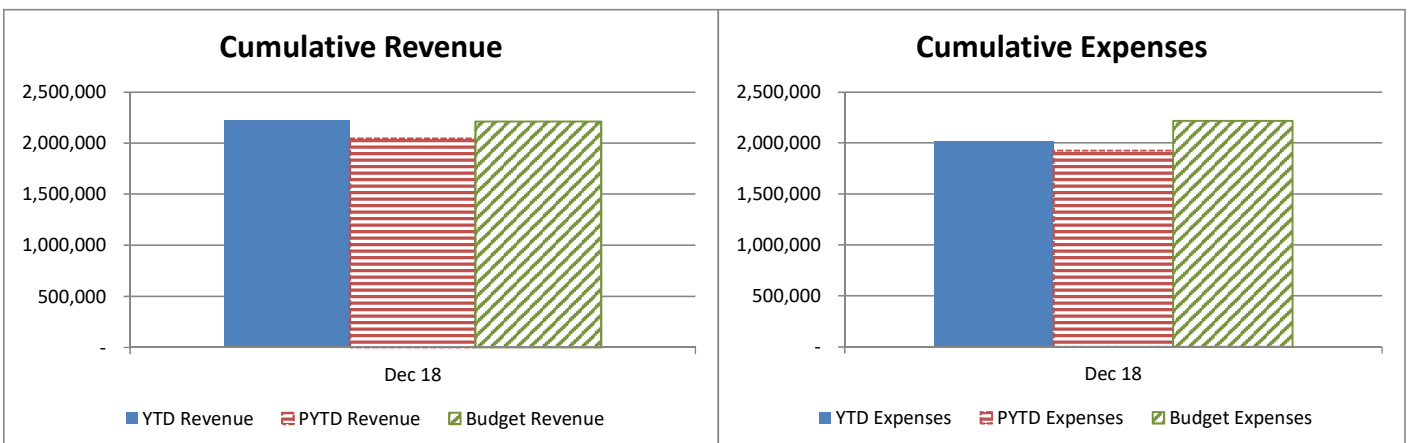 Cumulative Revenue
2,500,000
2,000,000
1,500,000
1,000,000
500,000
-
Dec 18
YTD Revenue PYTD Revenue Budget Revenue
Cumulative Expenses
2,500,000
2,000,000
1,500,000
1,000,000
500,000
-
Dec 18
YTD Expenses PYTD Expenses Budget Expenses